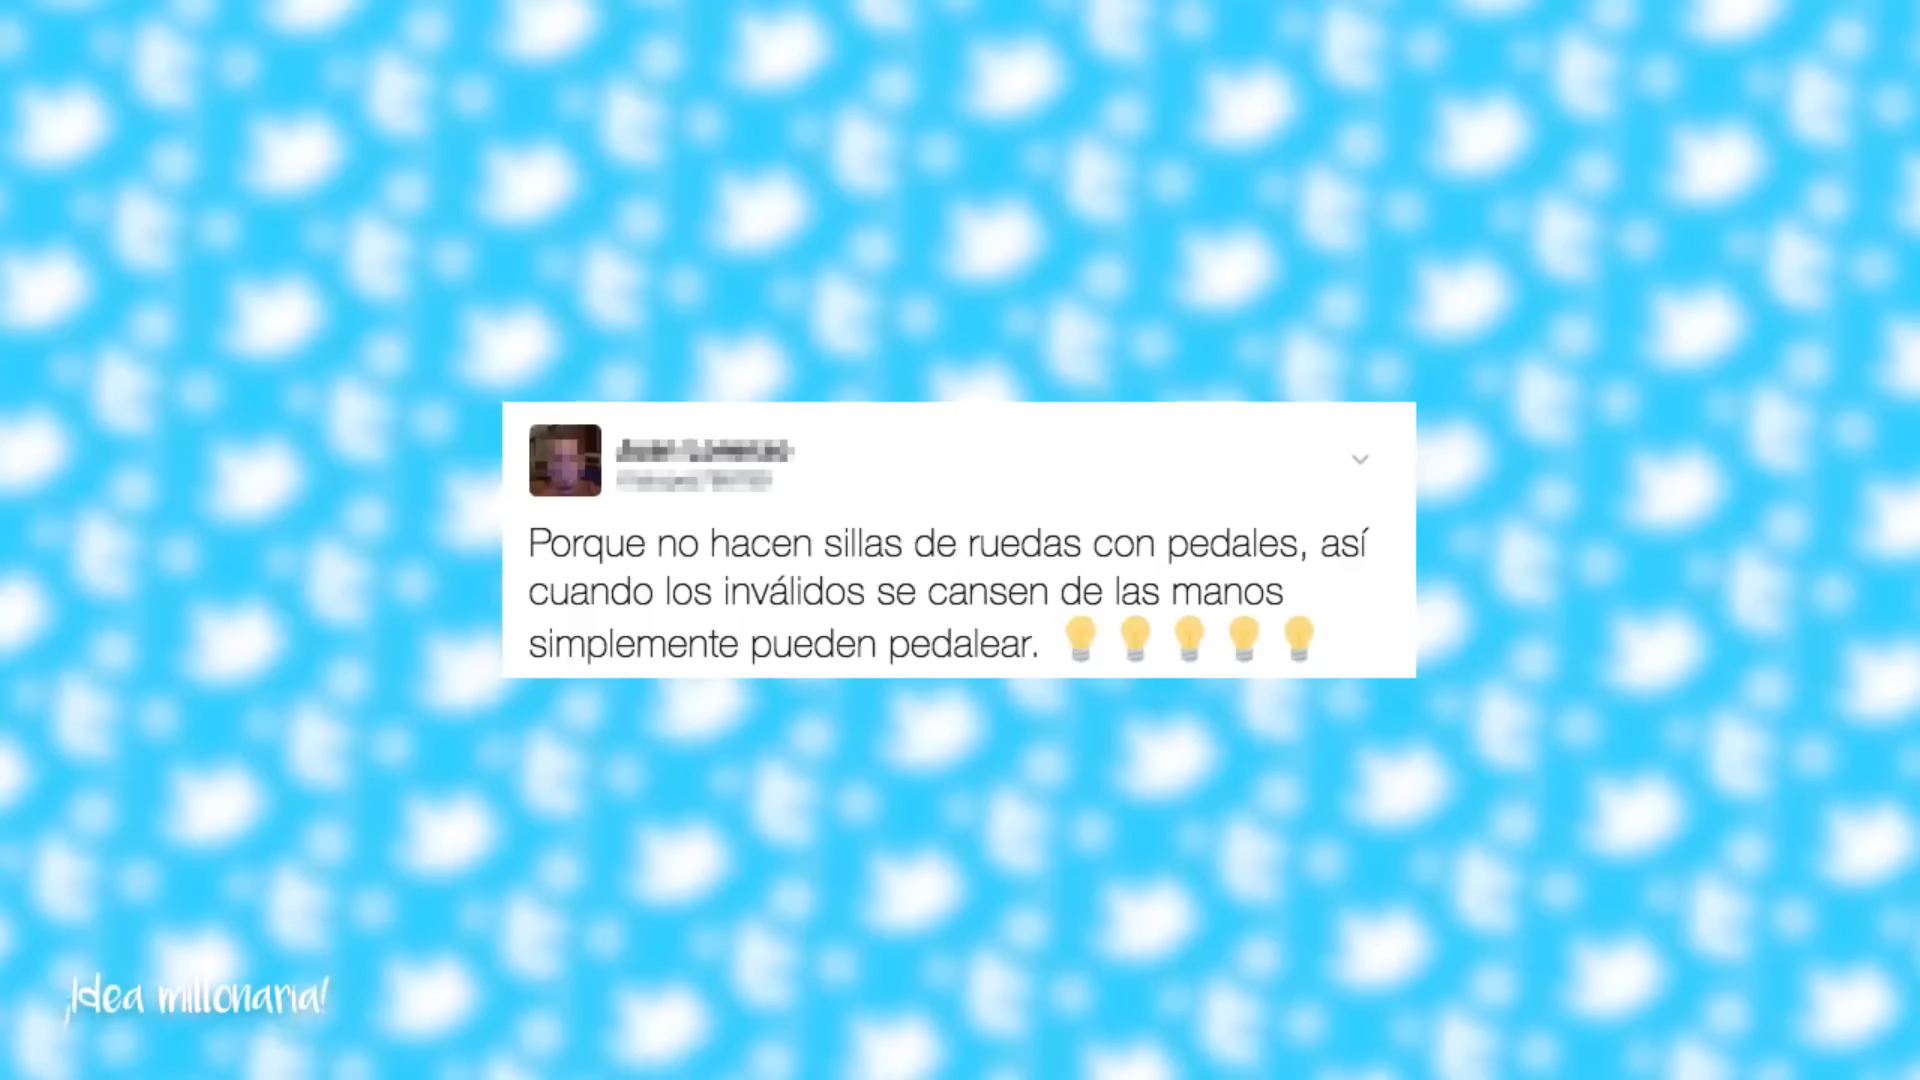 Porque no hacen sillas de ruedas con pedales, así
cuando los inválidos se cansen de las manos
simplemente pueden pedalear. 💡 💡 💡 💡 💡
¡Idea millonaria!